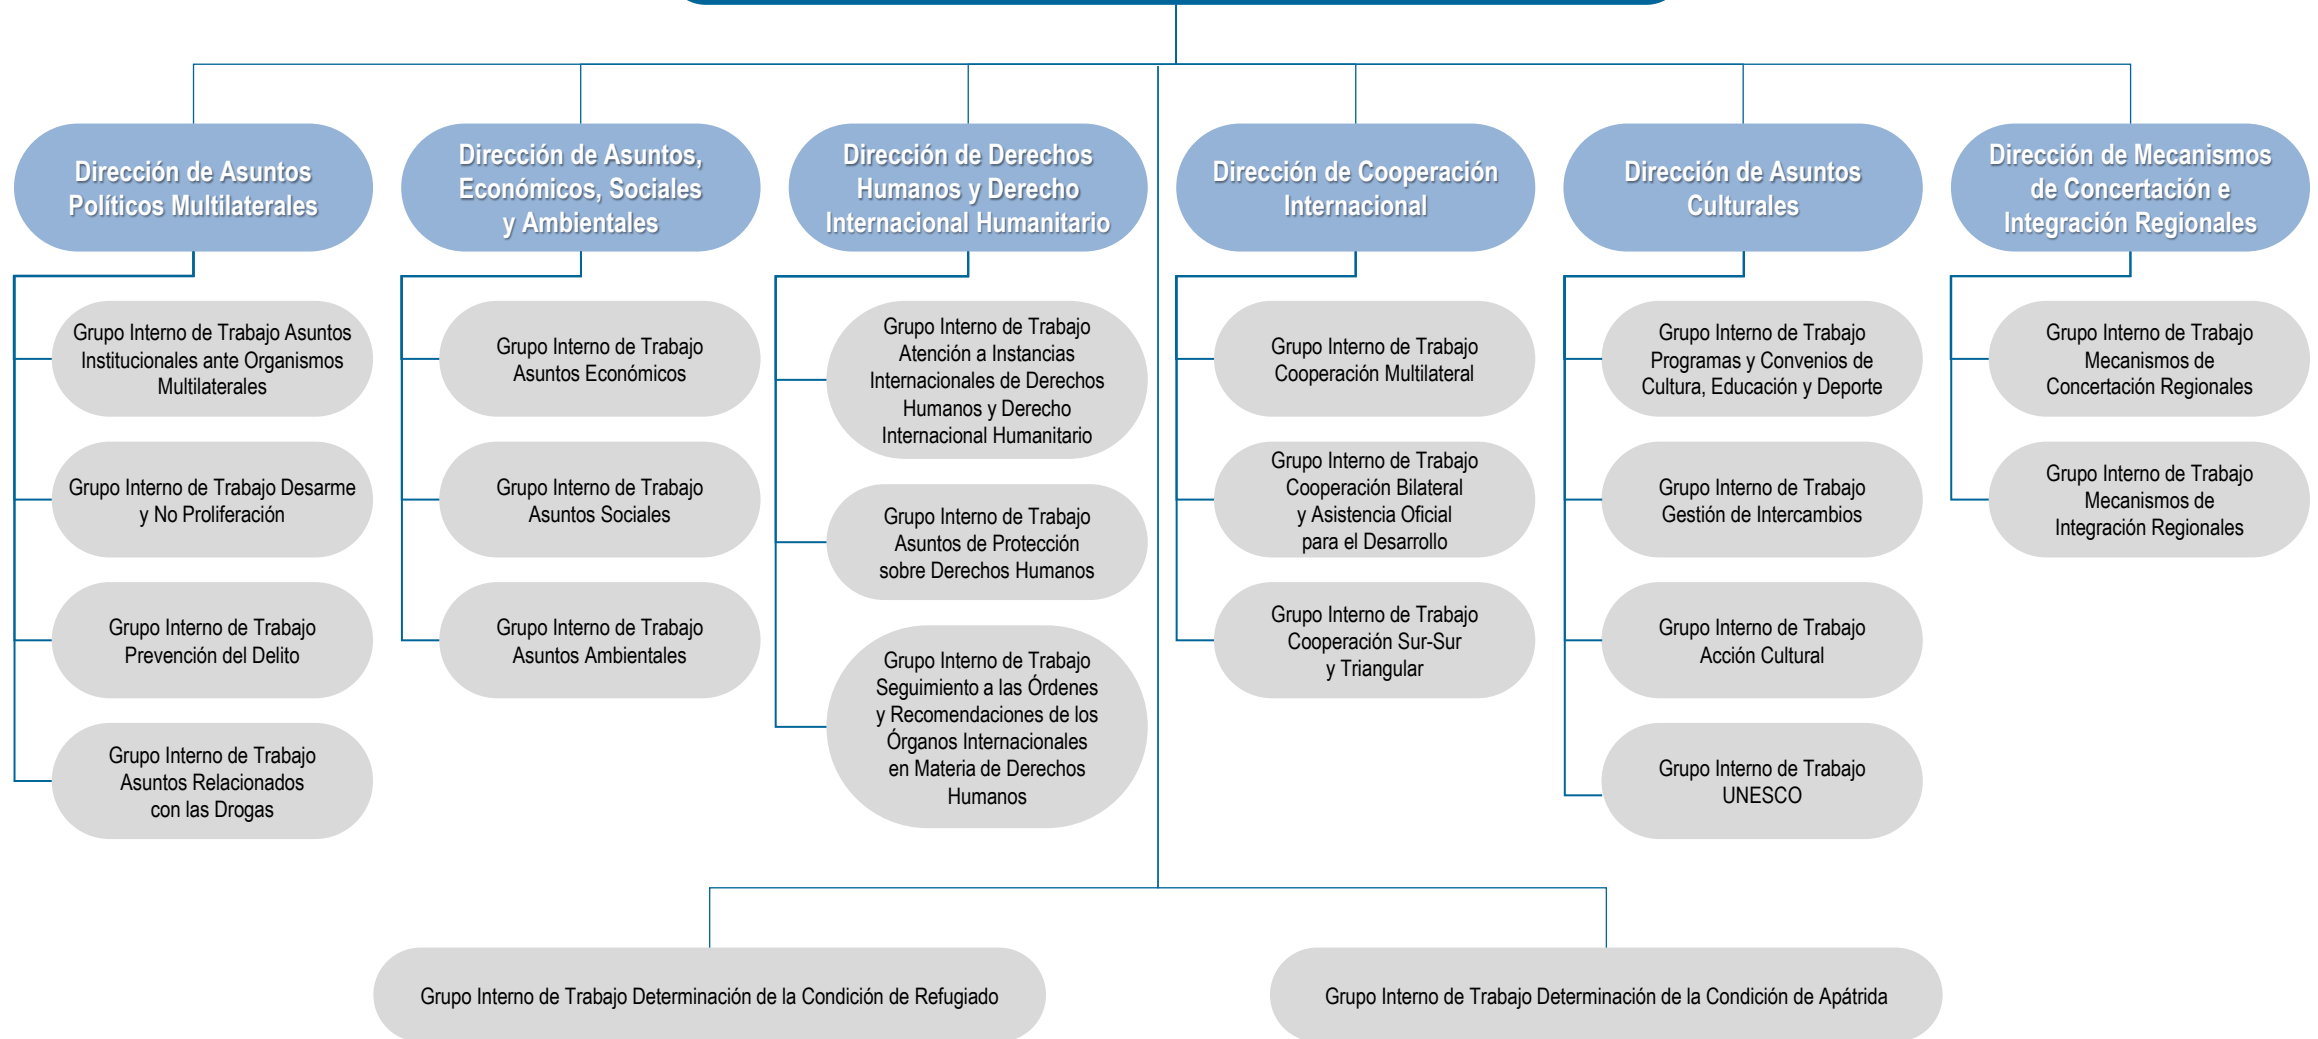 Dirección de Asuntos
Políticos Multilaterales
Dirección de Asuntos,
Económicos, Sociales
y Ambientales
Dirección de Derechos
Humanos y Derecho
Internacional Humanitario
Dirección de Cooperación
Internacional
Dirección de Asuntos
Culturales
Dirección de Mecanismos
de Concertación e
Integración Regionales
Grupo Interno de Trabajo Asuntos
Institucionales ante Organismos
Multilaterales
Grupo Interno de Trabajo Desarme
y No Proliferación
Grupo Interno de Trabajo
Prevención del Delito
Grupo Interno de Trabajo
Asuntos Relacionados
con las Drogas
Grupo Interno de Trabajo
Asuntos Económicos
Grupo Interno de Trabajo
Asuntos Sociales
Grupo Interno de Trabajo
Asuntos Ambientales
Grupo Interno de Trabajo
Atención a Instancias
Internacionales de Derechos
Humanos y Derecho
Internacional Humanitario
Grupo Interno de Trabajo
Asuntos de Protección
sobre Derechos Humanos
Grupo Interno de Trabajo
Seguimiento a las Órdenes
y Recomendaciones de los
Órganos Internacionales
en Materia de Derechos
Humanos
Grupo Interno de Trabajo
Cooperación Multilateral
Grupo Interno de Trabajo
Cooperación Bilateral
y Asistencia Oficial
para el Desarrollo
Grupo Interno de Trabajo
Cooperación Sur-Sur
y Triangular
Grupo Interno de Trabajo
Programas y Convenios de
Cultura, Educación y Deporte
Grupo Interno de Trabajo
Gestión de Intercambios
Grupo Interno de Trabajo
Acción Cultural
Grupo Interno de Trabajo
UNESCO
Grupo Interno de Trabajo
Mecanismos de
Concertación Regionales
Grupo Interno de Trabajo
Mecanismos de
Integración Regionales
Grupo Interno de Trabajo Determinación de la Condición de Refugiado
Grupo Interno de Trabajo Determinación de la Condición de Apátrida